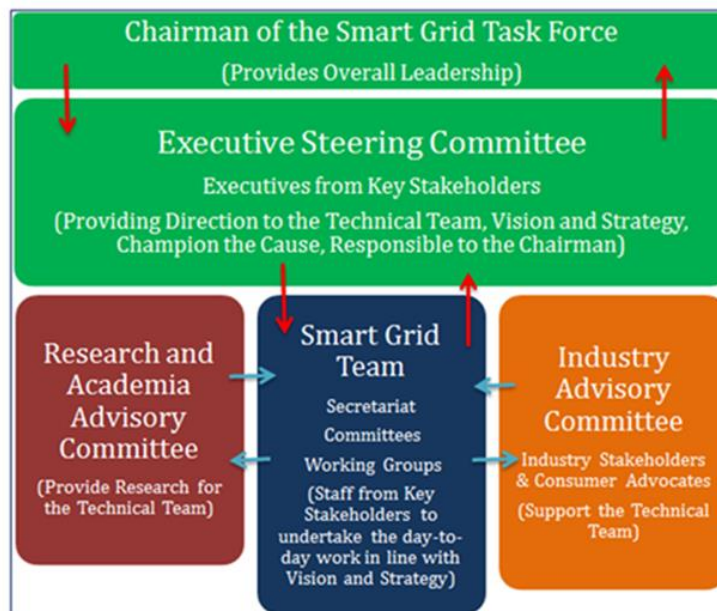 Chairman of the Smart Grid Task Force
(Provides Overall Leadership)
Executive Steering Committee
Executives from Key Stakeholders
(Providing Direction to the Technical Team, Vision and Strategy,
Champion the Cause, Responsible to the Chairman)
Research and
Academia
Advisory
Committee
(Provide Research for
the Technical Team)
Smart Grid
Team
Secretariat
Committees
Working Groups
(Staff from Key
Stakeholders to
undertake the day-to-
day work in line with
Vision and Strategy)
Industry
Advisory
Committee
Industry Stakeholders
& Consumer Advocates
(Support the Technical
Team)